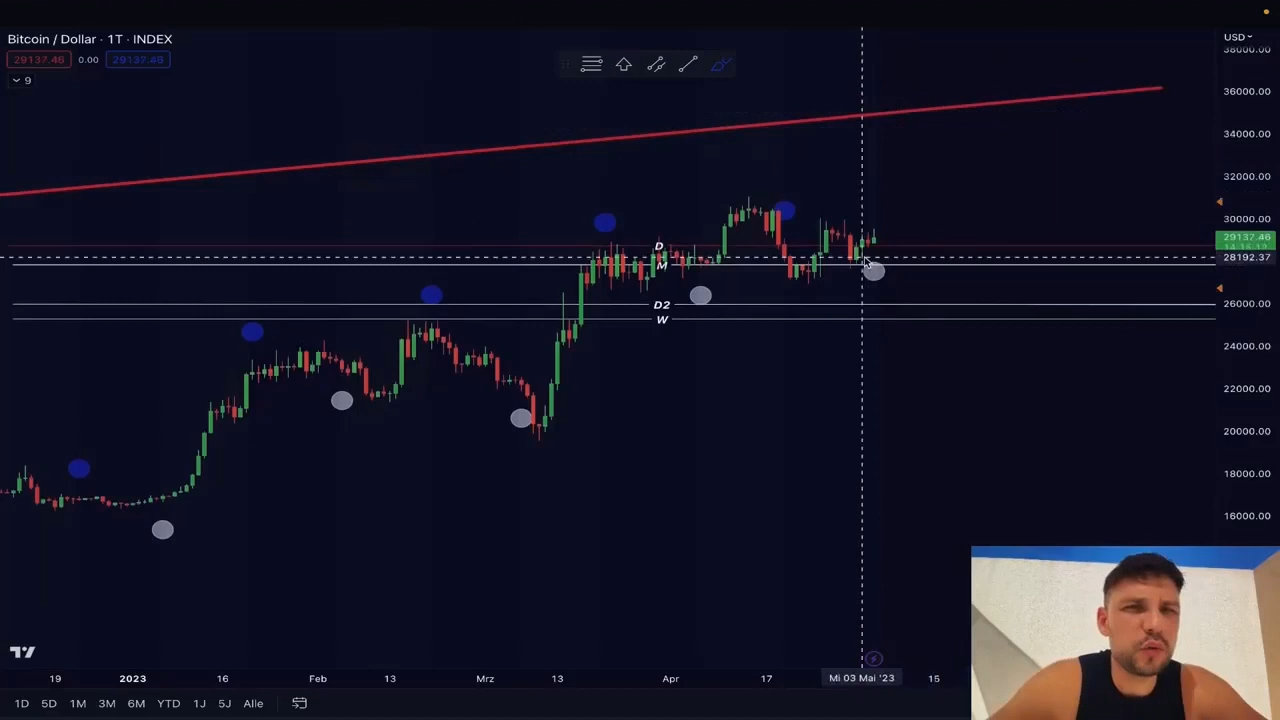 Bitcoin / Dollar · 1T · INDEX
29137.46 0.00 29137.46
9
USD
38000.00
36000.00
34000.00
32000.00
30000.00
29137.46
28192.37
26000.00
24000.00
22000.00
20000.00
18000.00
16000.00
D
M
D2
W
19 2023 16 Feb 13 Mrz 13 Apr 17 Mi 03 Mai '23 15
1D 5D 1M 3M 6M YTD 1J 5J Alle